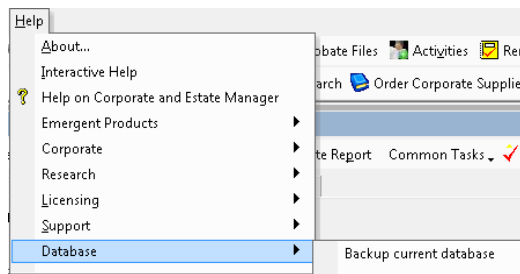 Help
About...
obate Files Activities Re
Interactive Help
arch Order Corporate Supplie
Help on Corporate and Estate Manager
Emergent Products
Corporate
te Report Common Tasks
Research
Licensing
Support
Database
Backup current database